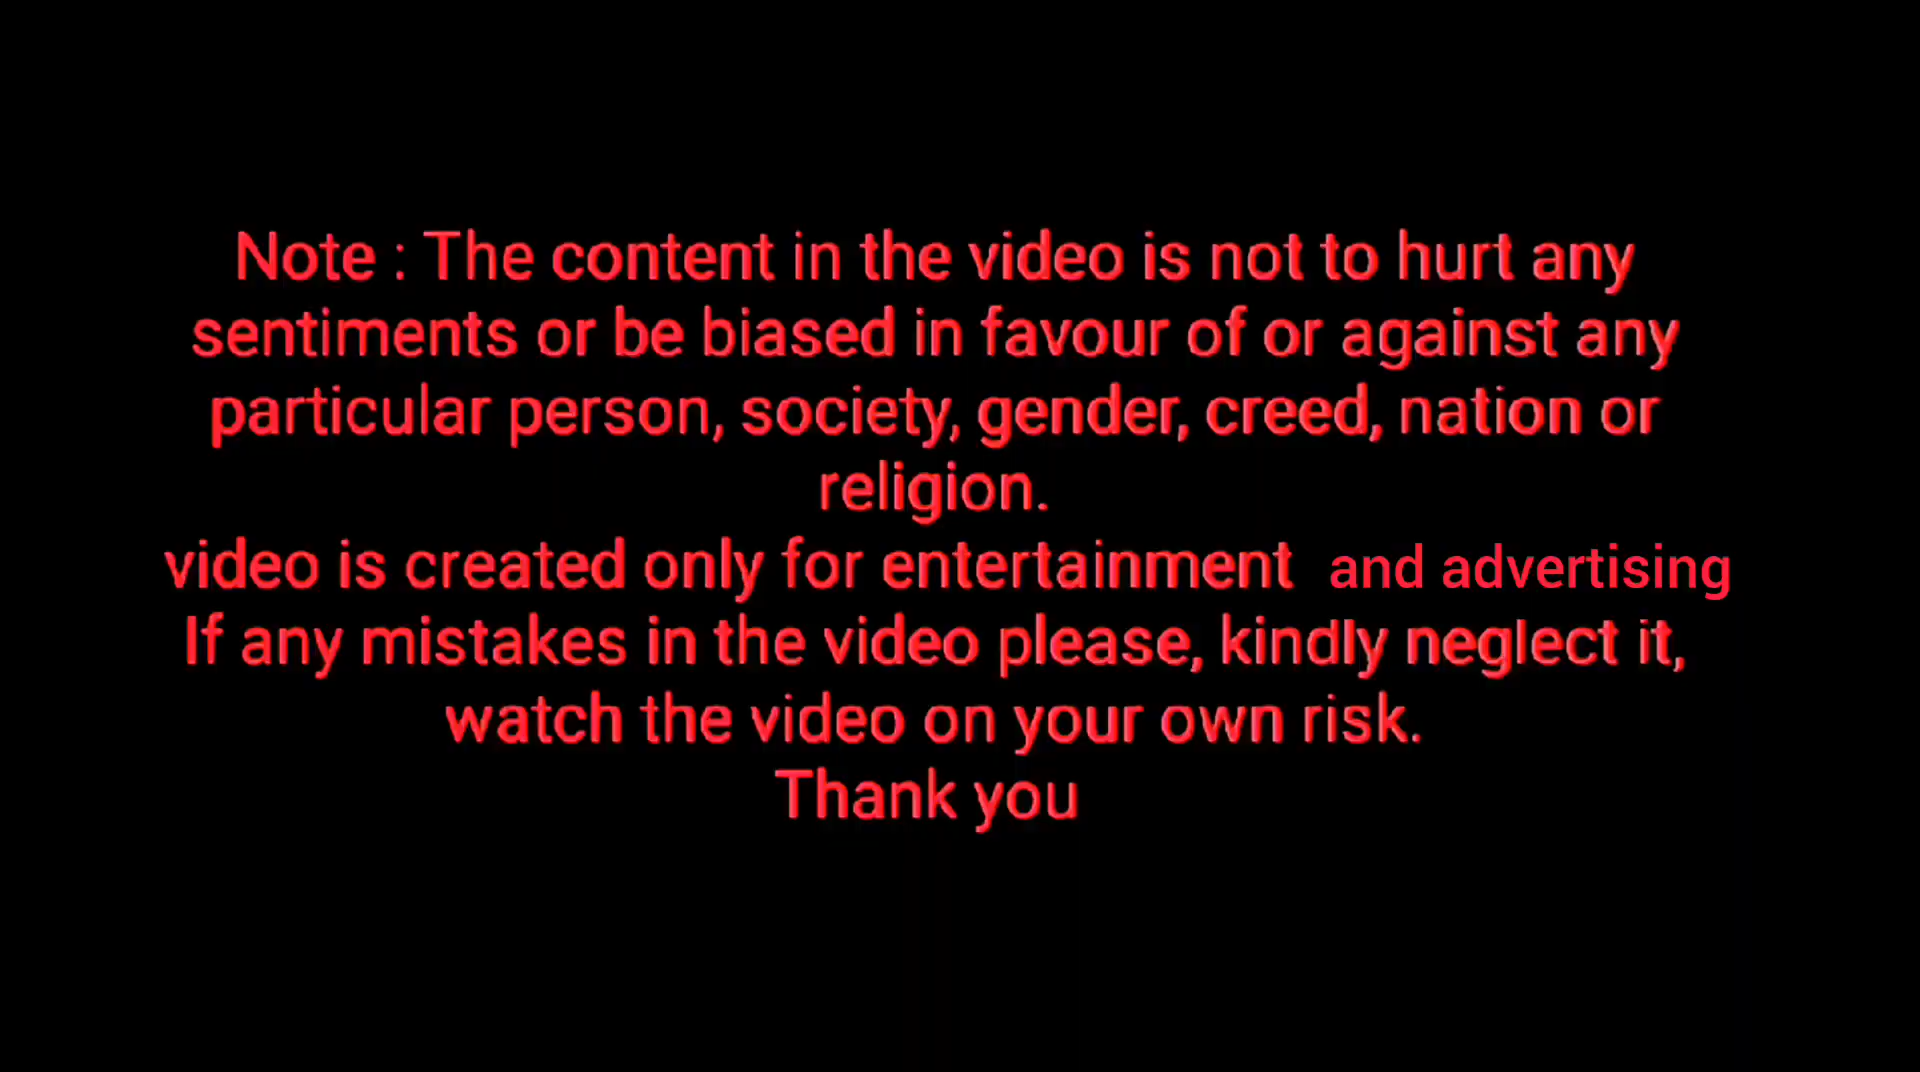 Note : The content in the video is not to hurt any
sentiments or be biased in favour of or against any
particular person, society, gender, creed, nation or
religion.
video is created only for entertainment and advertising
If any mistakes in the video please, kindly neglect it,
watch the video on your own risk.
Thank you